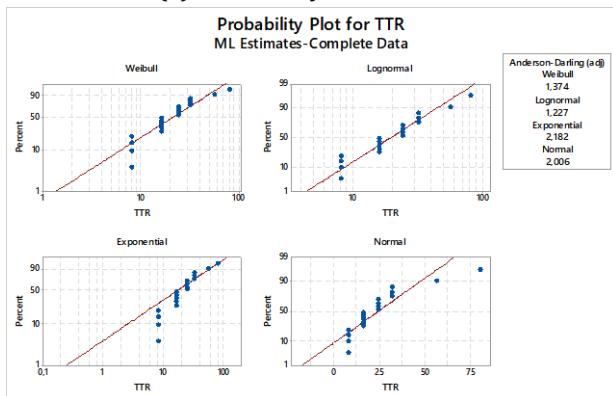 Probability Plot for TTR
ML Estimates-Complete Data
Weibull
Percent
90
50
10
1
1
10
100
TTR
Lognormal
Percent
99
90
50
10
1
10
100
TTR
Anderson-Darling (adj)
Weibull
1,374
Lognormal
1,227
Exponential
2,182
Normal
2,006
Exponential
Percent
90
50
10
1
0,1
1
10
100
TTR
Normal
Percent
99
90
50
10
1
0
25
50
75
TTR